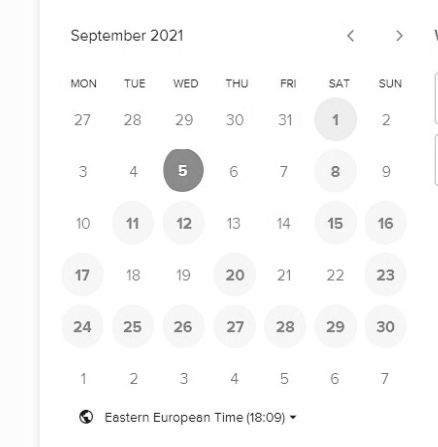 September 2021
MON TUE WED THU FRI SAT SUN
27 28 29 30 31 1 2
3 4 5 6 7 8 9
10 11 12 13 14 15 16
17 18 19 20 21 22 23
24 25 26 27 28 29 30
1 2 3 4 5 6 7
Eastern European Time (18:09)